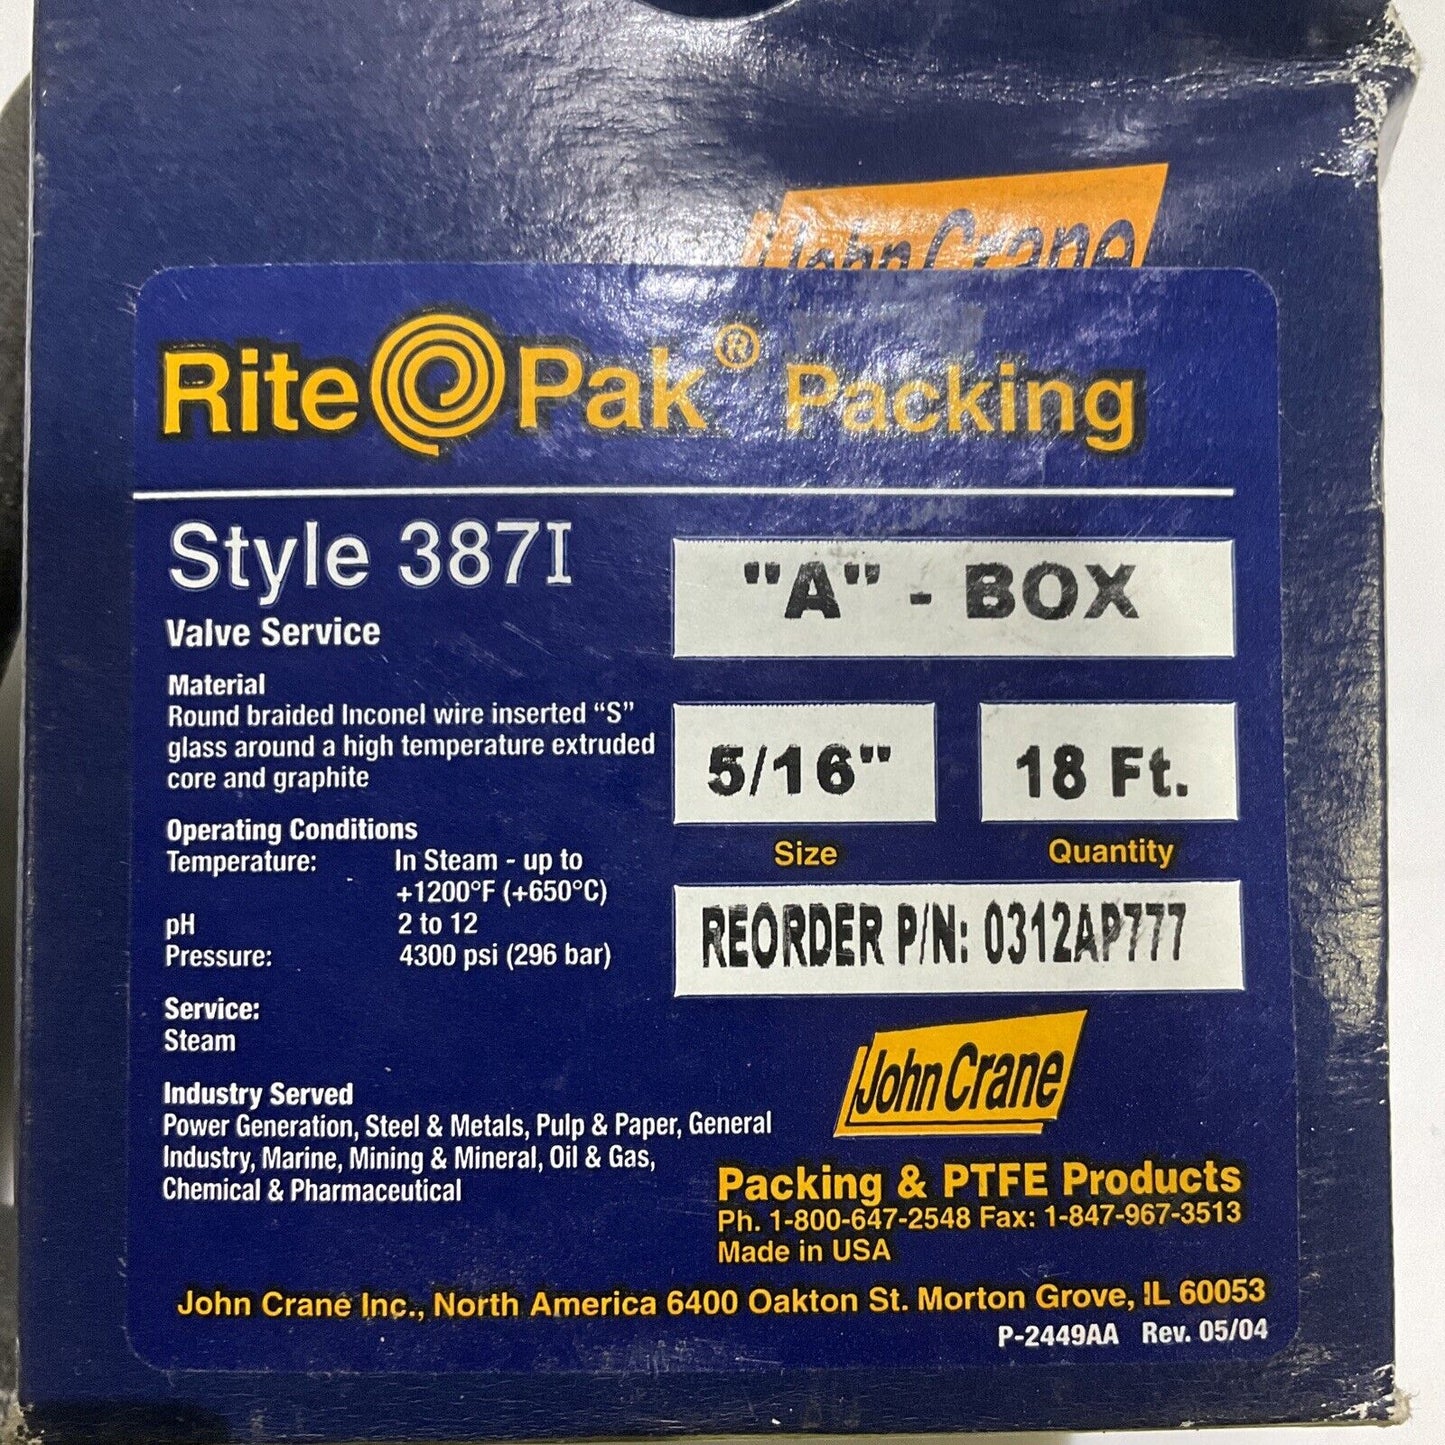 John Crane
Rite Pak® Packing
Style 387I
"A" - BOX
Valve Service
Material
Round braided Inconel wire inserted “S”
glass around a high temperature extruded
core and graphite
5/16"
18 Ft.
Size
Quantity
Operating Conditions
Temperature: In Steam - up to
+1200°F (+650°C)
pH 2 to 12
Pressure: 4300 psi (296 bar)
REORDER P/N: 0312AP777
Service:
Steam
Industry Served
Power Generation, Steel & Metals, Pulp & Paper, General
Industry, Marine, Mining & Mineral, Oil & Gas,
Chemical & Pharmaceutical
John Crane
Packing & PTFE Products
Ph. 1-800-647-2548 Fax: 1-847-967-3513
Made in USA
John Crane Inc., North America 6400 Oakton St. Morton Grove, IL 60053
P-2449AA Rev. 05/04